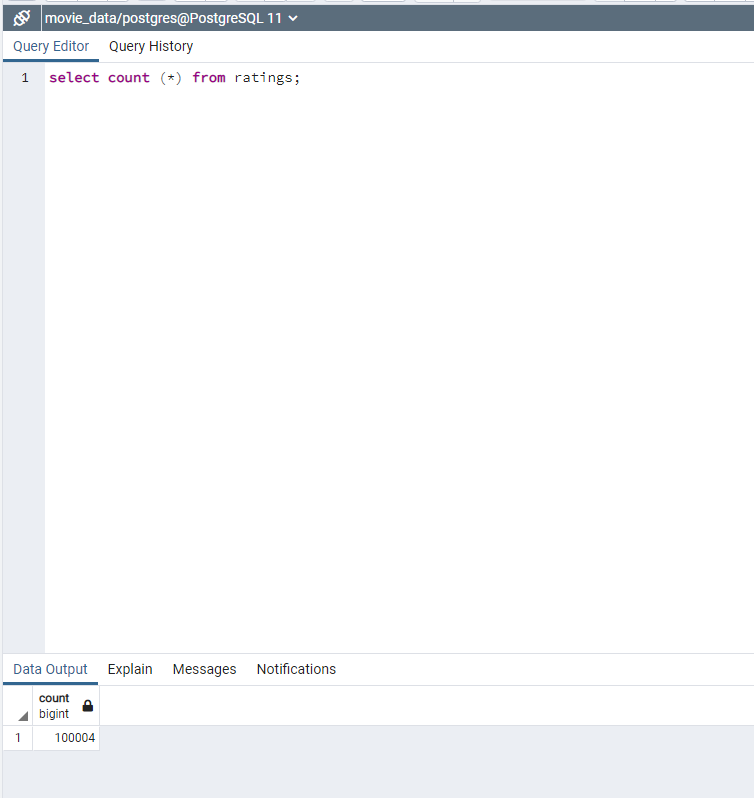 movie_data/postgres@PostgreSQL 11
Query Editor Query History
1 select count (*) from ratings;
Data Output Explain Messages Notifications
count
bigint
1 100004